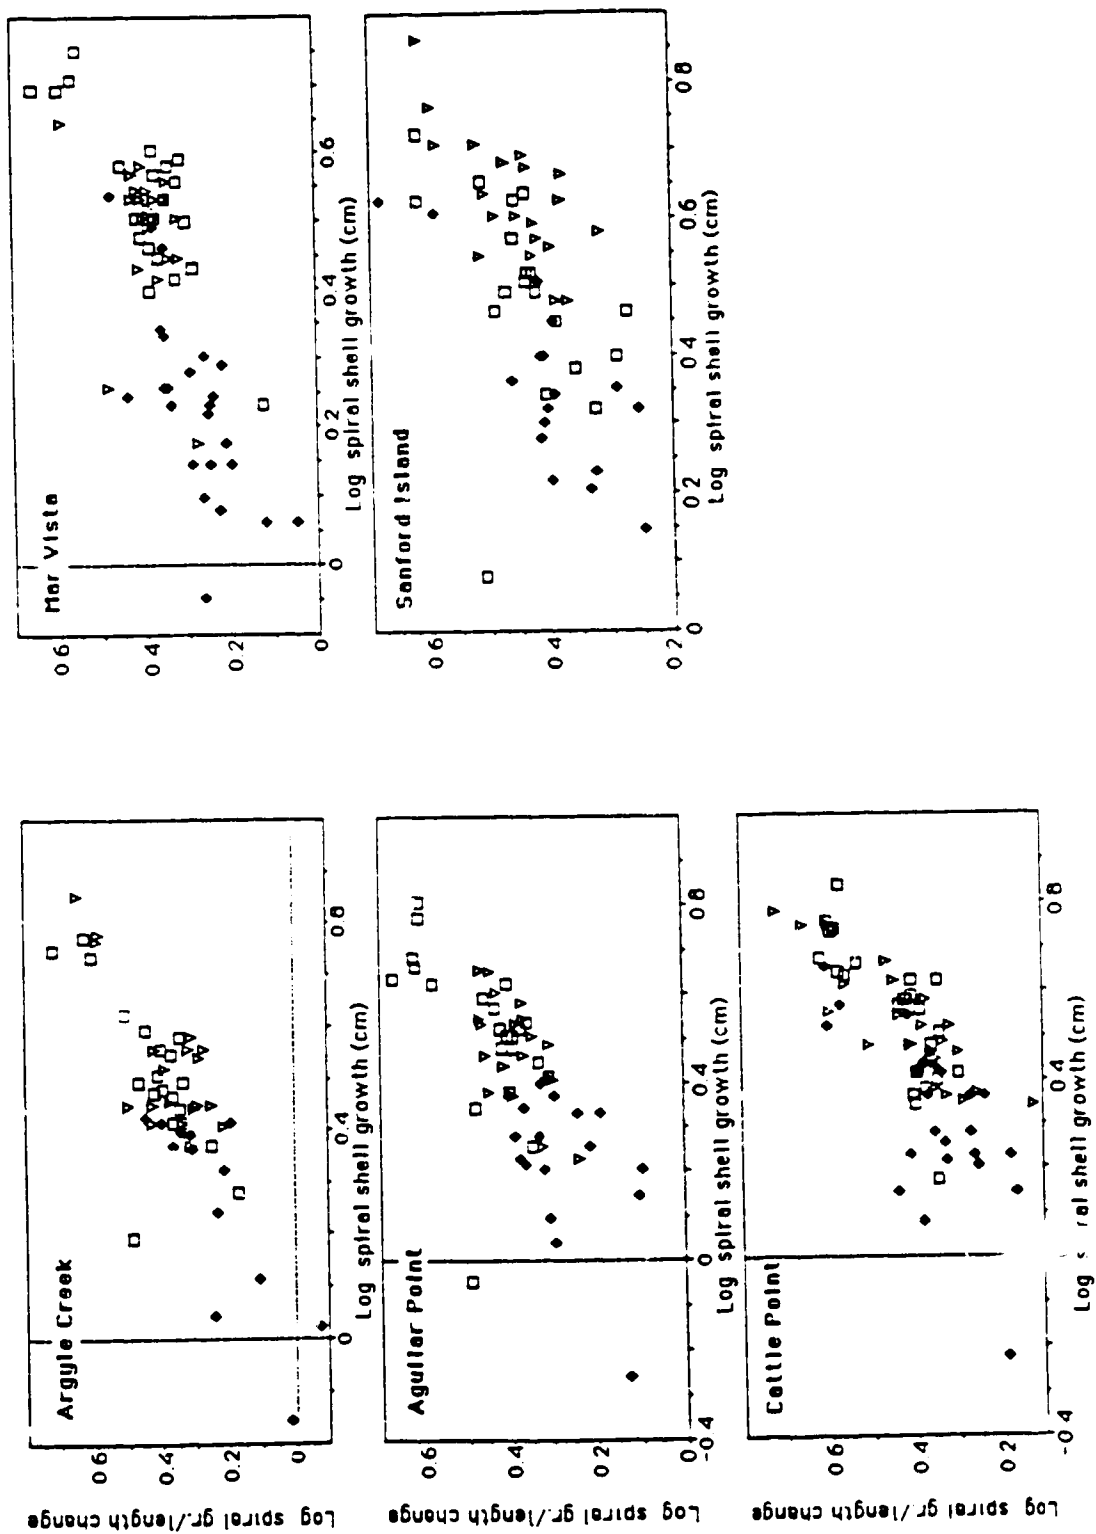 Argyle Creek
0 6
0 4
0 2
0
0
0.4
0.8
Log spiral shell growth (cm)
Log spiral gr./length change
Mar Vista
0 6
0 4
0 2
0
0
0 2
0.4
0.6
Log spiral shell growth (cm)
Aguilar Point
0 6
0.4
0.2
-0 4
0
0.4
0 8
Log spiral shell growth (cm)
Log spiral gr./length change
Sanford Island
0 6
0 4
0 2
0
0 2
0 4
0.6
0.8
Log spiral shell growth (cm)
Cattle Point
0 6
0.4
0.2
-0 4
0
0.4
0 8
Log s ral shell growth (cm)
Log spiral gr./length change